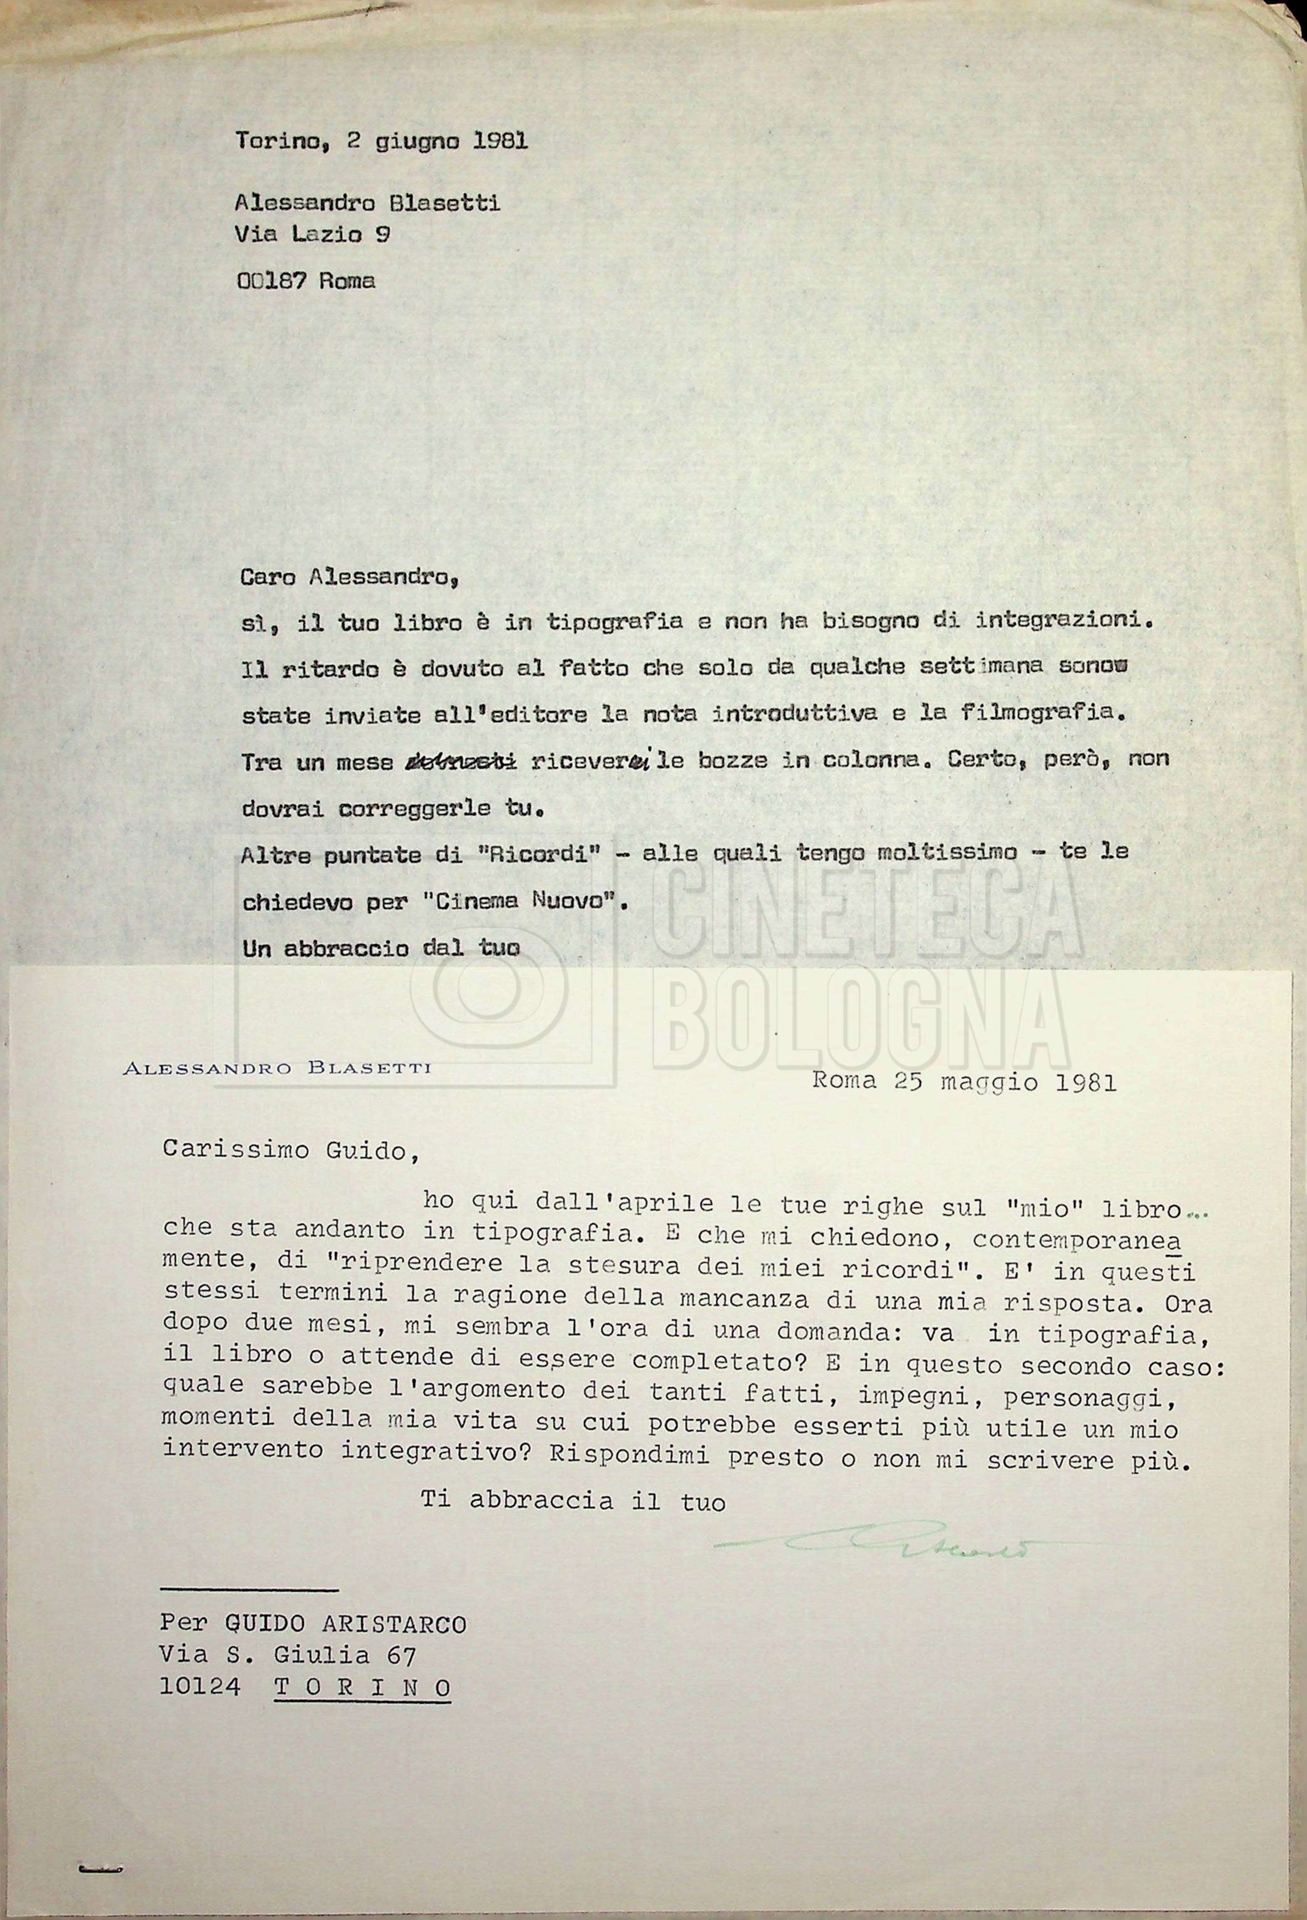 Torino, 2 giugno 1981
Alessandro Blasetti
Via Lazio 9
00187 Roma
Caro Alessandro,
sì, il tuo libro è in tipografia e non ha bisogno di integrazioni.
Il ritardo è dovuto al fatto che solo da qualche settimana sono
state inviate all'editore la nota introduttiva e la filmografia.
Tra un mese riceverai le bozze in colonna. Certo, però, non
dovrai correggerle tu.
Altre puntate di "Ricordi" - alle quali tengo moltissimo - te le
chiedevo per "Cinema Nuovo".
Un abbraccio dal tuo
CINETECA
BOLOGNA
ALESSANDRO BLASETTI
Roma 25 maggio 1981
Carissimo Guido,
ho qui dall'aprile le tue righe sul "mio" libro...
che sta andanto in tipografia. E che mi chiedono, contemporanea
mente, di "riprendere la stesura dei miei ricordi". E' in questi
stessi termini la ragione della mancanza di una mia risposta. Ora
dopo due mesi, mi sembra l'ora di una domanda: va in tipografia,
il libro o attende di essere completato? E in questo secondo caso:
quale sarebbe l'argomento dei tanti fatti, impegni, personaggi,
momenti della mia vita su cui potrebbe esserti più utile un mio
intervento integrativo? Rispondimi presto o non mi scrivere più.
Ti abbraccia il tuo
Per GUIDO ARISTARCO
Via S. Giulia 67
10124 T O R I N O